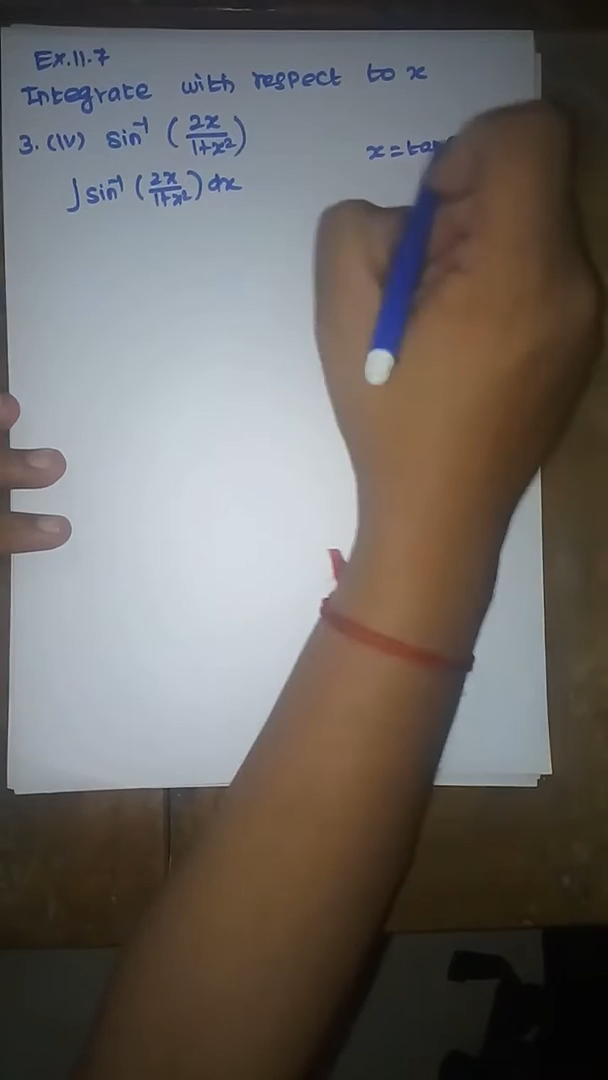 Ex.11.7
Integrate with respect to x
3. (iv) sin⁻¹ (2x/1+x²)
x = tan
∫ sin⁻¹ (2x/1+x²) dx